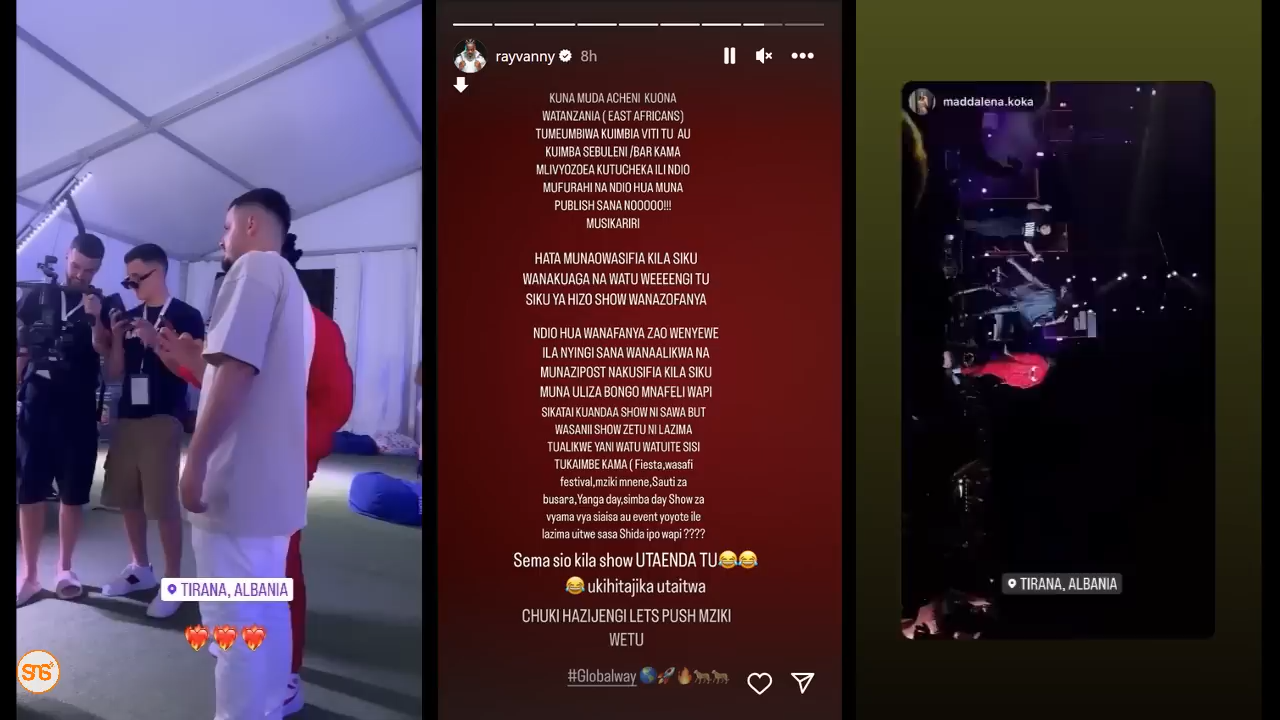 rayvanny 8h
KUNA MUDA ACHENI KUONA
WATANZANIA ( EAST AFRICANS)
TUMEUMBIWA KUIMBIA VITI TU AU
KUIMBA SEBULENI /BAR KAMA
MLIVYOZOEA KUTUCHEKA ILI NDIO
MUFURAHI NA NDIO HUA MUNA
PUBLISH SANA NOOOOO!!!
MUSIKARIRI
HATA MUNAOWASIFIA KILA SIKU
WANAKUAGA NA WATU WEEEENGI TU
SIKU YA HIZO SHOW WANAZOFANYA
NDIO HUA WANAFANYA ZAO WENYEWE
ILA NYINGI SANA WANAALIKWA NA
MUNAZIPOST NAKUSIFIA KILA SIKU
MUNA ULIZA BONGO MNAFELI WAPI
SIKATAI KUANDAA SHOW NI SAWA BUT
WASANII SHOW ZETU NI LAZIMA
TUALIKWE YANI WATU WATUITE SISI
TUKAIMBE KAMA ( Fiesta,wasafi
festival,mziki mnene,Sauti za
busara,Yanga day,simba day Show za
vyama vya siaisa au event yoyote ile
lazima uitwe sasa Shida ipo wapi ????
Sema sio kila show UTAENDA TU😂😂
😂 ukihitajika utaitwa
CHUKI HAZIJENGI LETS PUSH MZIKI
WETU
#Globalway 🌎🚀🔥🐆🐆
TIRANA, ALBANIA
❤️‍🔥❤️‍🔥❤️‍🔥
SNS
maddalena.koka
TIRANA, ALBANIA